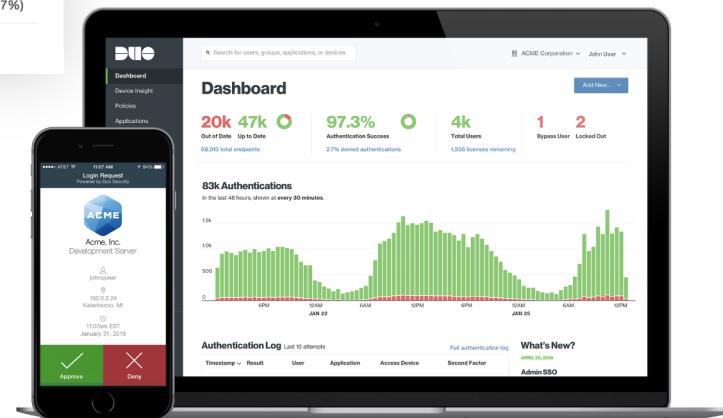 7%)
DUO
Search for users, groups, applications, or devices
ACME Corporation
John User
Dashboard
Device Insight
Policies
Applications
Dashboard
Add New...
20k 47k
Out of Date Up to Date
68,013 total endpoints
97.3%
Authentication Success
2.7% denied authentications
4k
Total Users
1,336 licenses remaining
1
Bypass User
2
Locked Out
83k Authentications
In the last 48 hours, shown at every 30 minutes.
1.5k
1.0k
500
0
6PM 12AM 6AM 12PM 6PM 12AM 6AM 12PM
JAN 22 JAN 25
Authentication Log Last 10 attempts
Full authentication log
Timestamp Result User Application Access Device Second Factor
What's New?
APRIL 30, 2019
Admin SSO
AT&T 11:07 AM 84%
Login Request
Powered by Duo Security
ACME
Acme, Inc.
Development Server
johnquser
192.0.2.24
Kalamazoo, MI
11:07am EST
January 31, 2019
Approve Deny